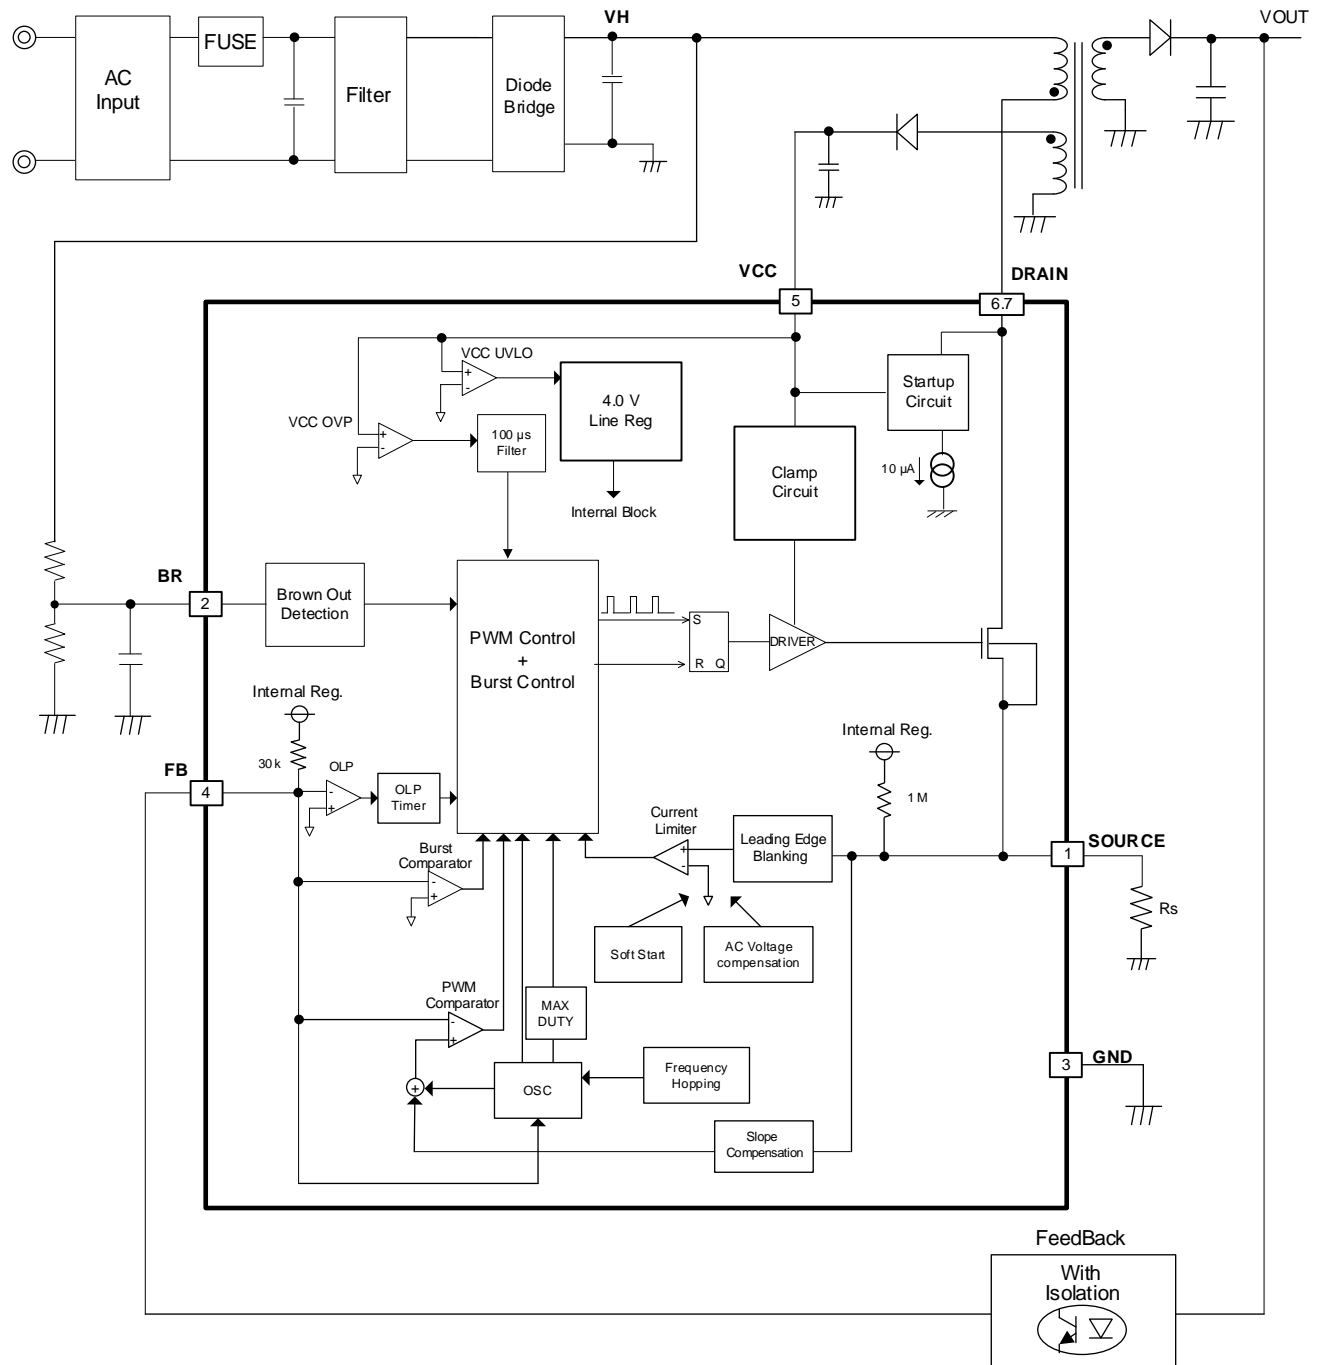 VH
VOUT
FUSE
AC
Input
Filter
Diode
Bridge
VCC
DRAIN
5
6.7
VCC UVLO
+
-
4.0 V
Line Reg
Startup
Circuit
VCC OVP
+
-
100 µs
Filter
Clamp
Circuit
10 µA
Internal Block
BR
2
Brown Out
Detection
PWM Control
+
Burst Control
S
R Q
DRIVER
Internal Reg.
30 k
FB
4
OLP
-
+
OLP
Timer
Internal Reg.
1 M
Current
Limiter
+
-
Leading Edge
Blanking
SOURCE
1
Rs
Burst
Comparator
-
+
Soft Start
AC Voltage
compensation
PWM
Comparator
-
+
MAX
DUTY
+
OSC
Frequency
Hopping
GND
3
Slope
Compensation
FeedBack
With
Isolation